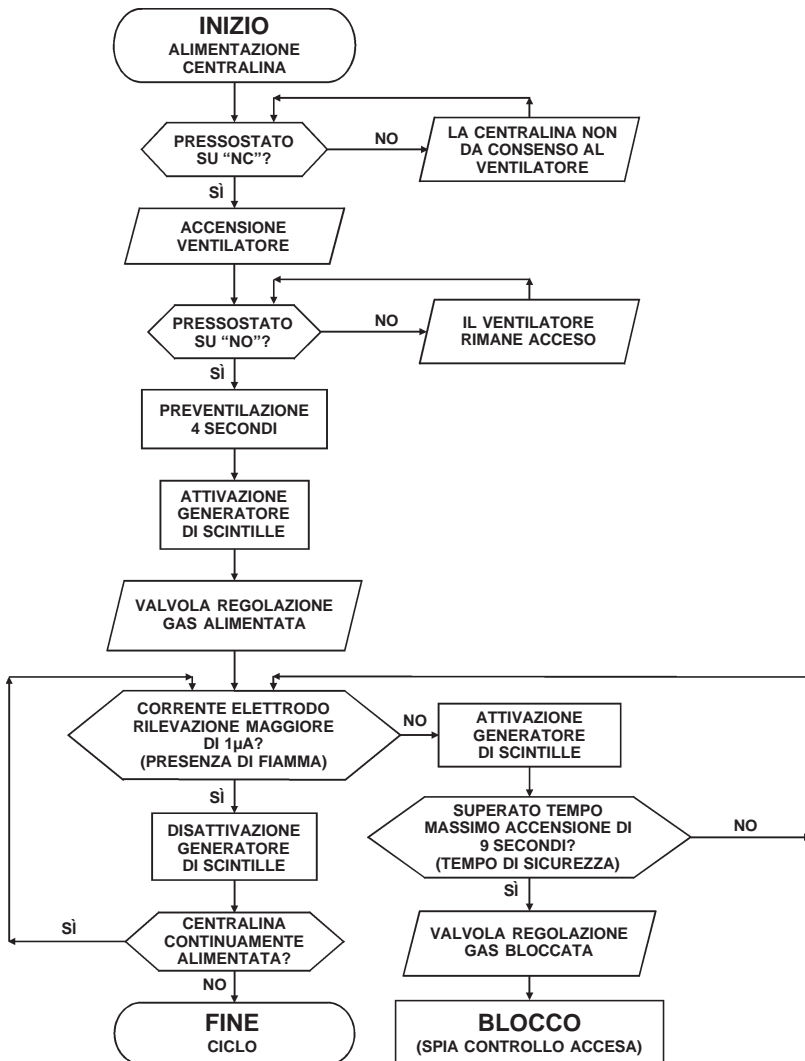 INIZIO
ALIMENTAZIONE
CENTRALINA
PRESSOSTATO
SU “NC”?
NO
LA CENTRALINA NON
DA CONSENSO AL
VENTILATORE
SÌ
ACCENSIONE
VENTILATORE
PRESSOSTATO
SU “NO”?
NO
IL VENTILATORE
RIMANE ACCESO
SÌ
PREVENTILAZIONE
4 SECONDI
ATTIVAZIONE
GENERATORE
DI SCINTILLE
VALVOLA REGOLAZIONE
GAS ALIMENTATA
CORRENTE ELETTRODO
RILEVAZIONE MAGGIORE
DI 1µA?
(PRESENZA DI FIAMMA)
NO
ATTIVAZIONE
GENERATORE
DI SCINTILLE
SÌ
DISATTIVAZIONE
GENERATORE
DI SCINTILLE
SUPERATO TEMPO
MASSIMO ACCENSIONE DI
9 SECONDI?
(TEMPO DI SICUREZZA)
NO
SÌ
CENTRALINA
CONTINUAMENTE
ALIMENTATA?
SÌ
VALVOLA REGOLAZIONE
GAS BLOCCATA
NO
FINE
CICLO
BLOCCO
(SPIA CONTROLLO ACCESA)